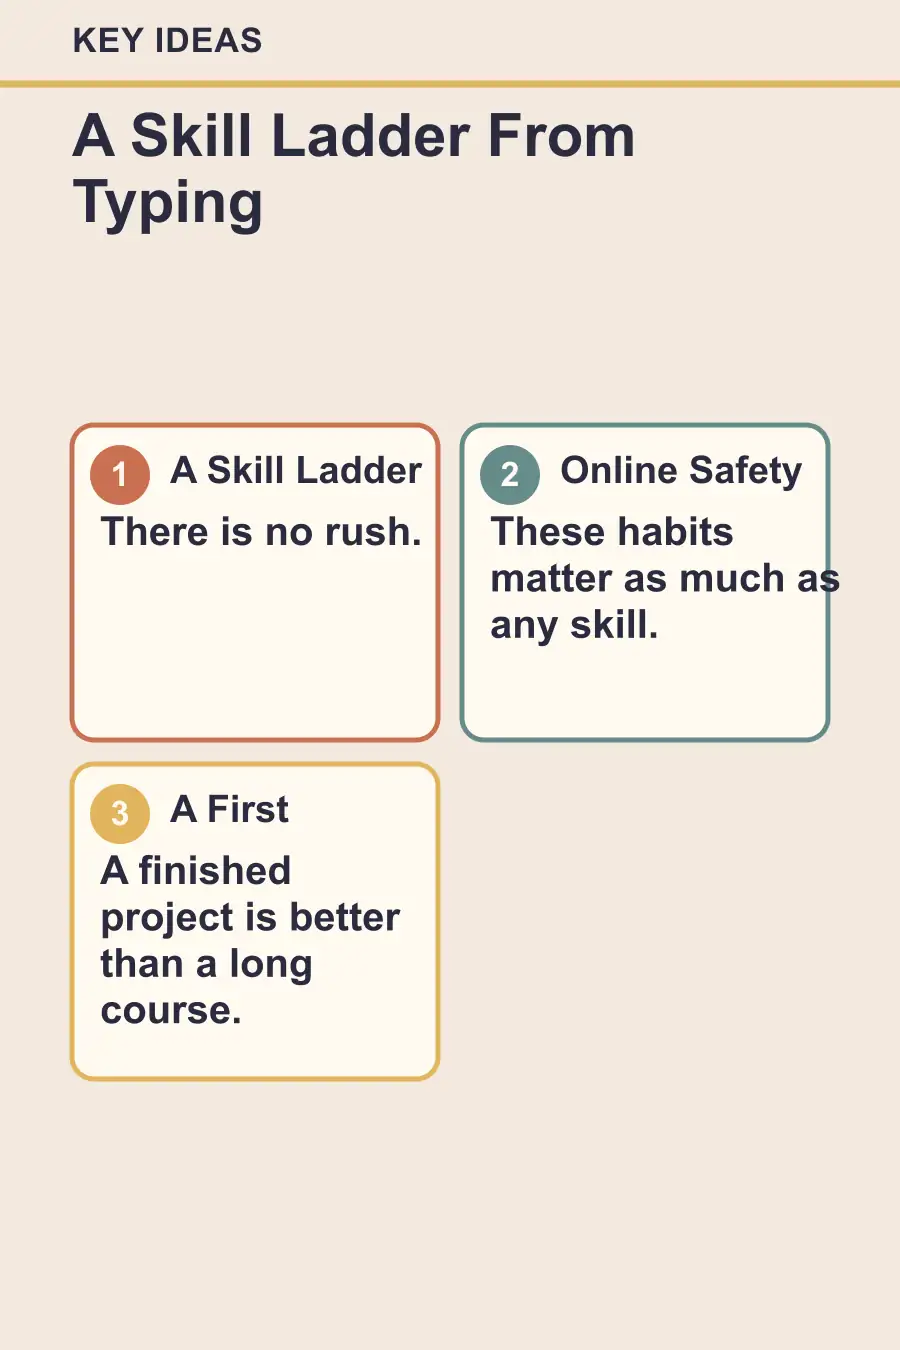 KEY IDEAS
A Skill Ladder From
Typing
1 A Skill Ladder
There is no rush.
2 Online Safety
These habits
matter as much as
any skill.
3 A First
A finished
project is better
than a long
course.